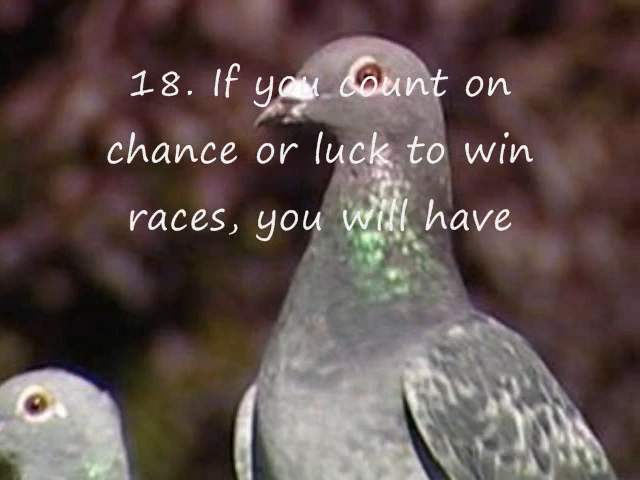 18. If you count on
chance or luck to win
races, you will have